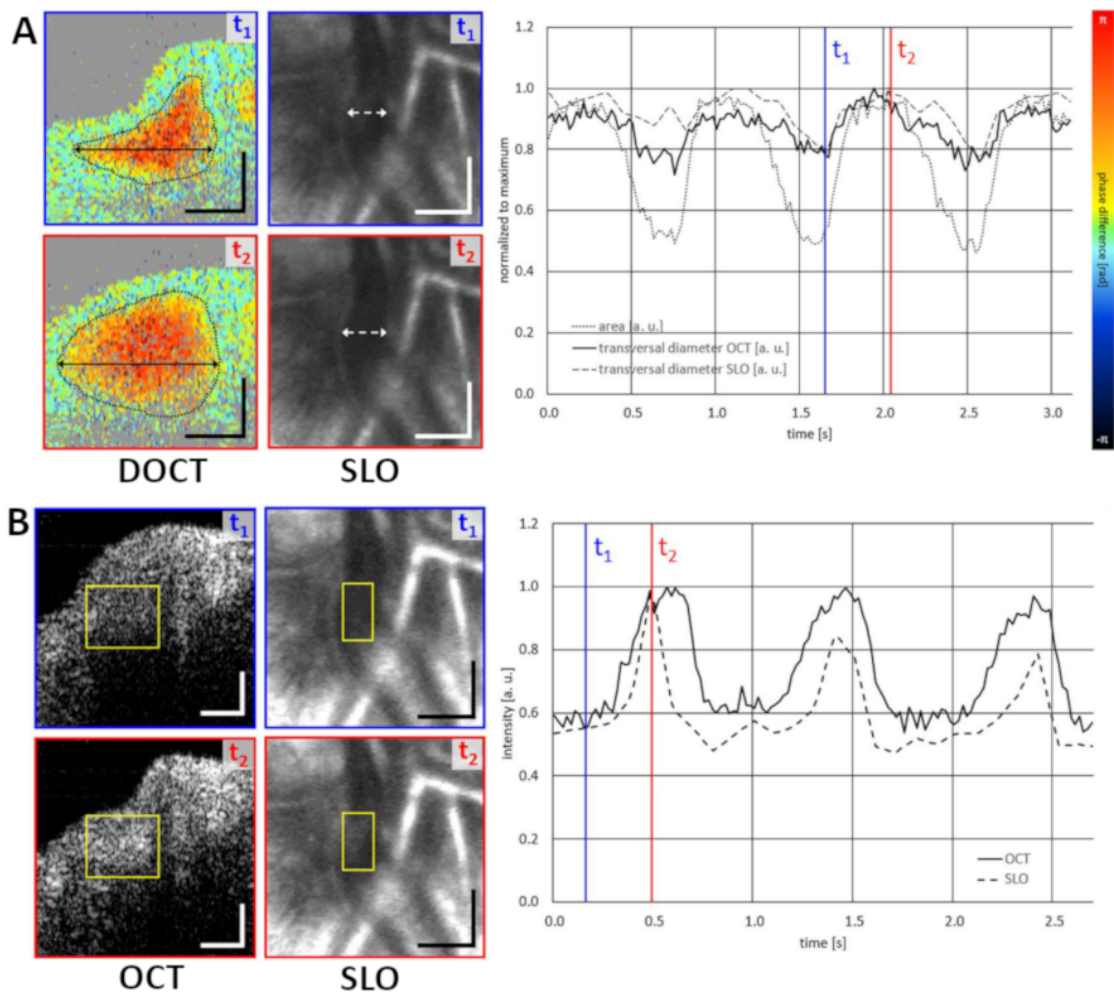 A
t1
t1
t2
t2
DOCT
SLO
normalized to maximum
1.2
1.0
0.8
0.6
0.4
0.2
0.0
t1
t2
area [a. u.]
transversal diameter OCT [a. u.]
transversal diameter SLO [a. u.]
0.0 0.5 1.0 1.5 2.0 2.5 3.0
time [s]
π
phase difference [rad]
-π
B
t1
t1
t2
t2
OCT
SLO
intensity [a. u.]
1.2
1.0
0.8
0.6
0.4
0.2
0.0
t1
t2
OCT
SLO
0.0 0.5 1.0 1.5 2.0 2.5
time [s]